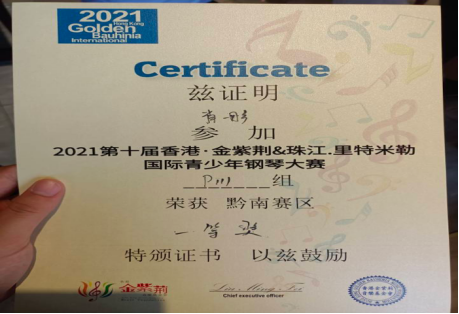 2021
Hong Kong
Golden
Bauhinia
International
Certificate
兹证明
参加
2021第十届香港·金紫荆&珠江.里特米勒
国际青少年钢琴大赛
组
荣获 黔南赛区
一等奖
特颁证书 以兹鼓励
金紫荆
Chief executive officer